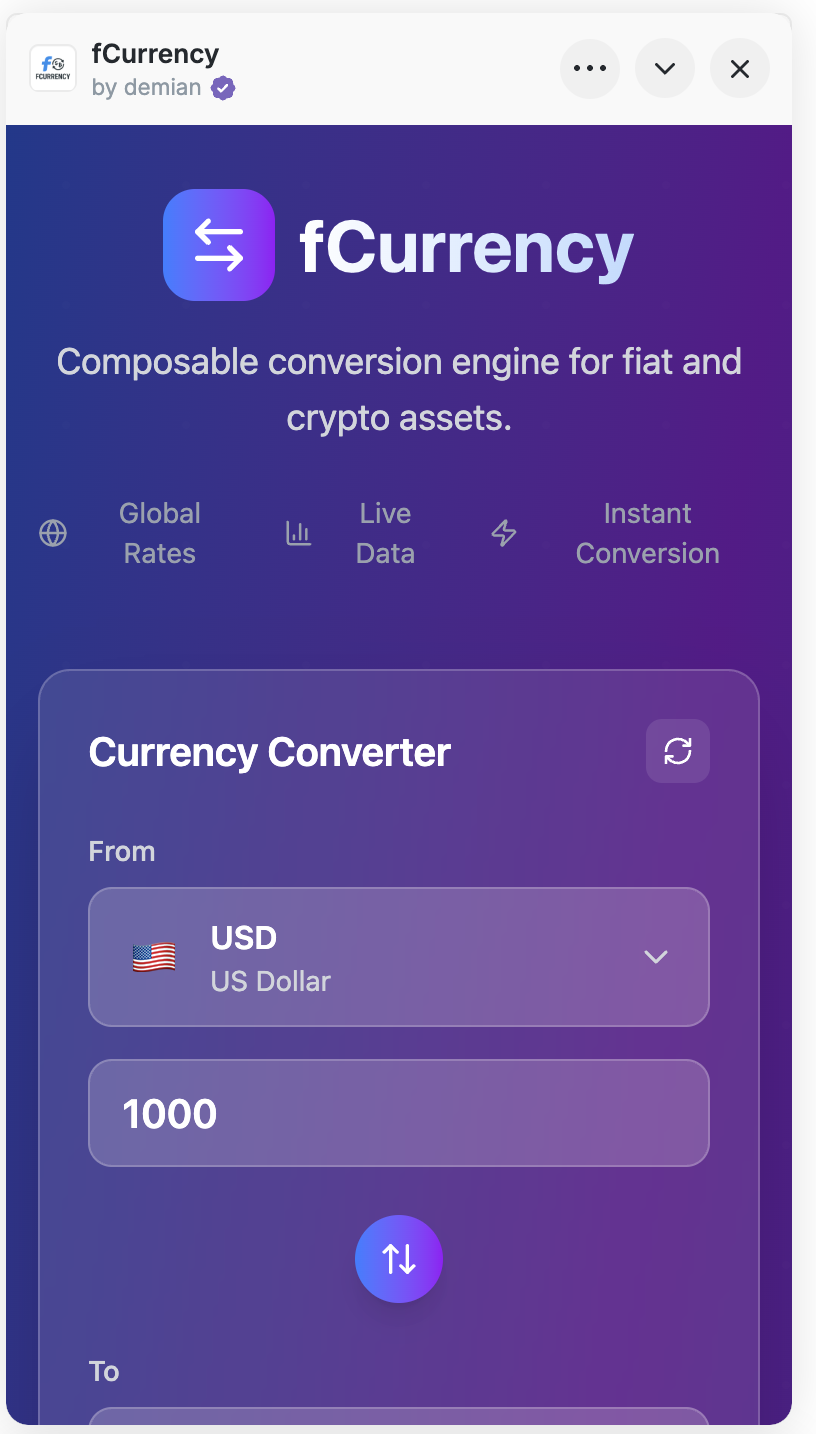 fCurrency
by demian
FCURRENCY
fCurrency
Composable conversion engine for fiat and
crypto assets.
Global
Rates
Live
Data
Instant
Conversion
Currency Converter
From
USD
US Dollar
1000
To